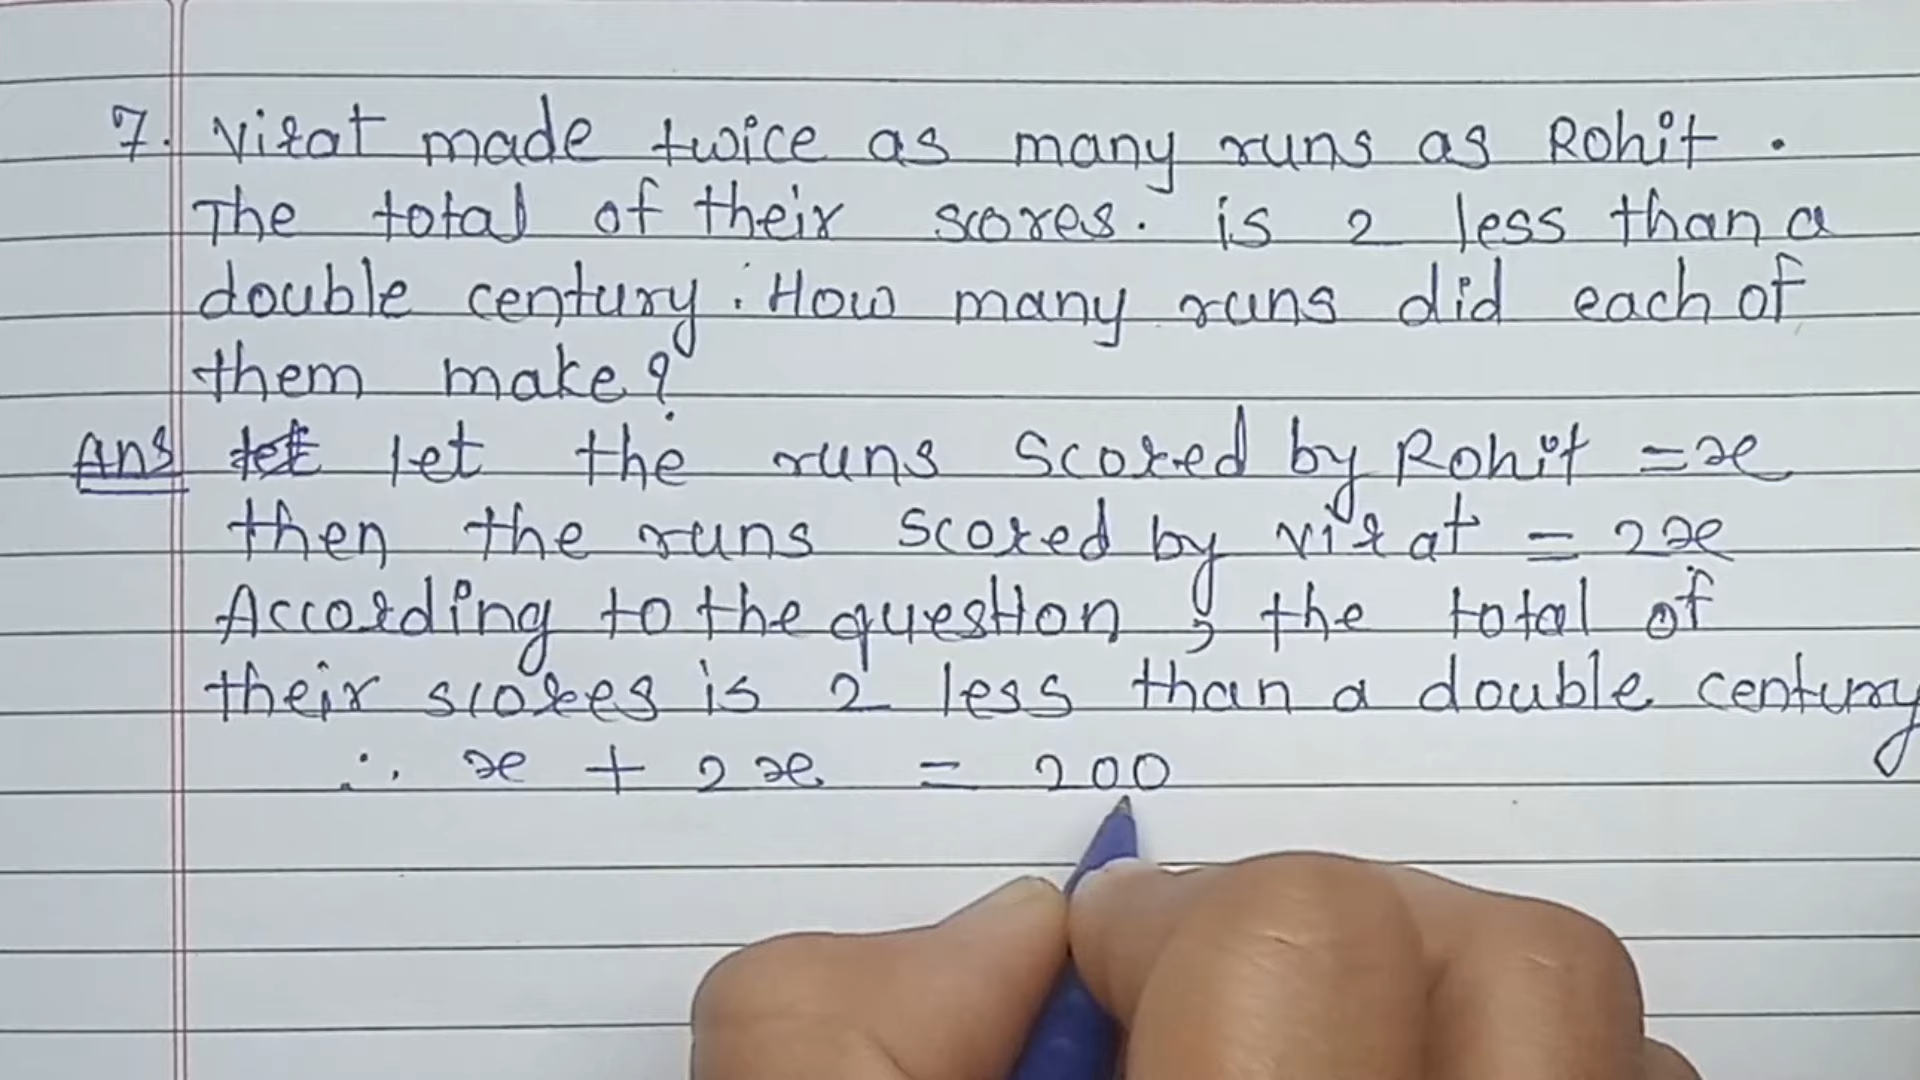 7. Virat made twice as many runs as Rohit.
The total of their scores. is 2 less than a
double century. How many runs did each of
them make?
Ans let the runs scored by Rohit = x
then the runs scored by virat = 2x
According to the question, the total of
their scores is 2 less than a double century
∴ x + 2x = 200